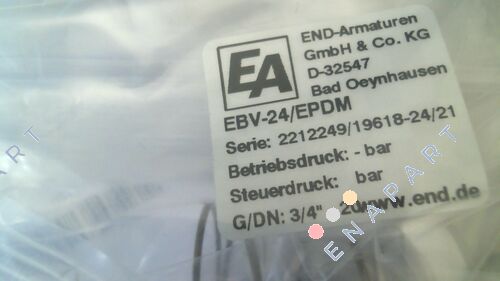 EA
END-Armaturen
GmbH & Co. KG
D-32547
Bad Oeynhausen
EBV-24/EPDM
Serie: 2212249/19618-24/21
Betriebsdruck: - bar
Steuerdruck: bar
G/DN: 3/4" www.end.de
ENAPART
ART